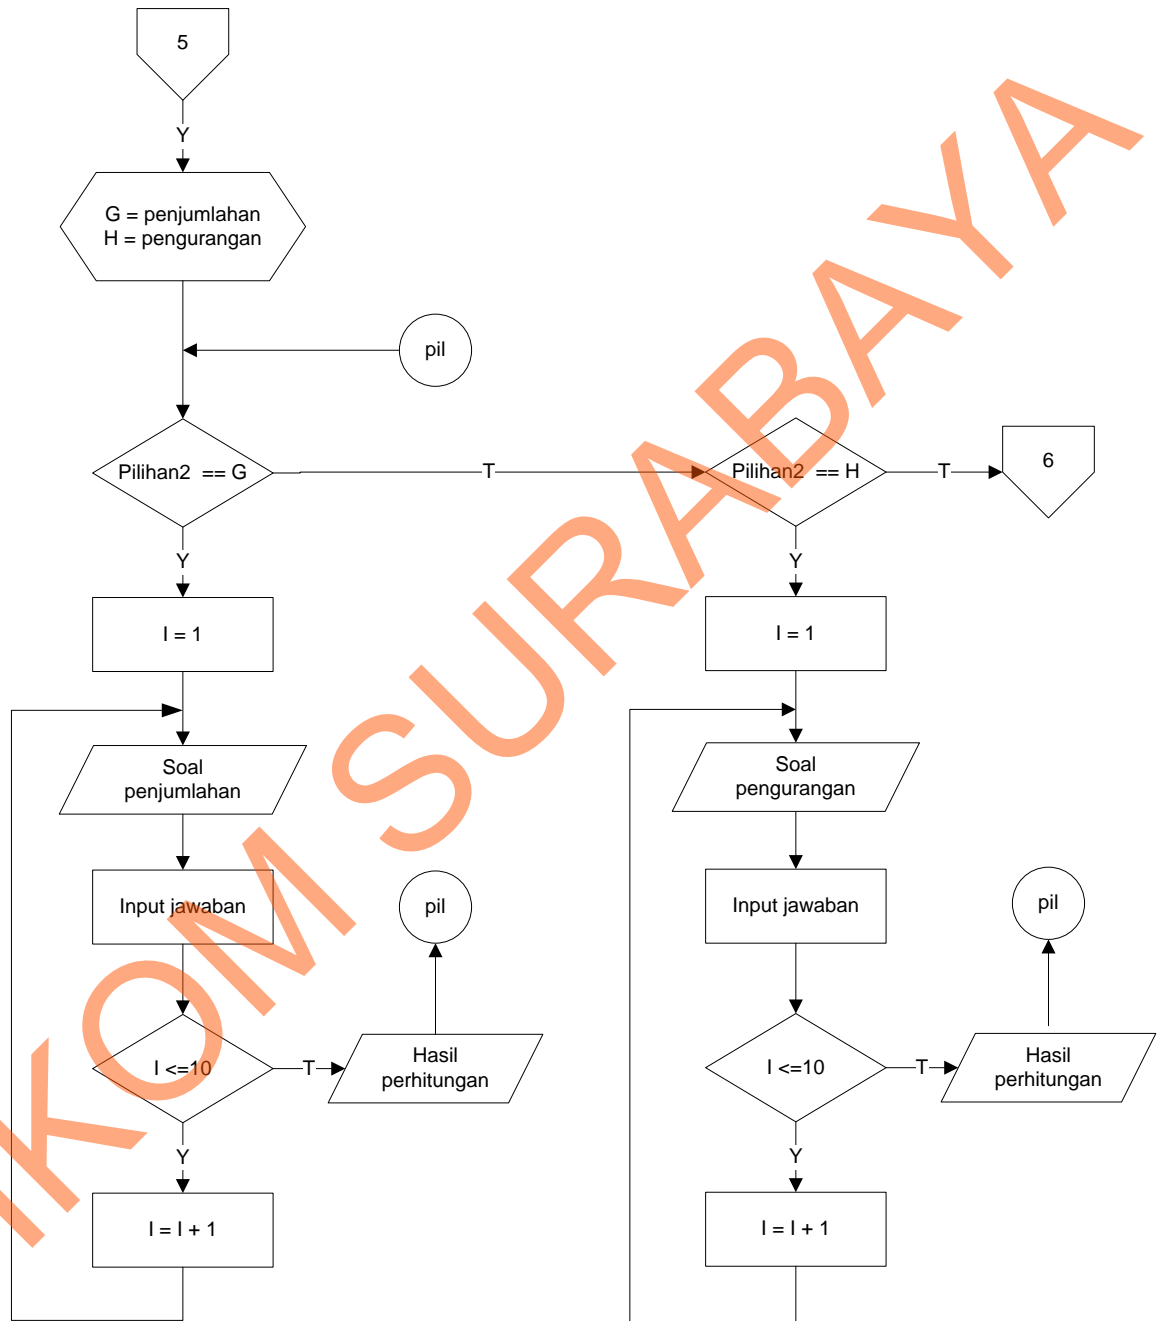 5
Y
G = penjumlahan
H = pengurangan
pil
Pilihan2 == G
T
Pilihan2 == H
T
6
Y
Y
I = 1
I = 1
Soal
penjumlahan
Soal
pengurangan
Input jawaban
pil
Input jawaban
pil
I <=10
T
Hasil
perhitungan
I <=10
T
Hasil
perhitungan
Y
Y
I = I + 1
I = I + 1
IKOM SURABAYA